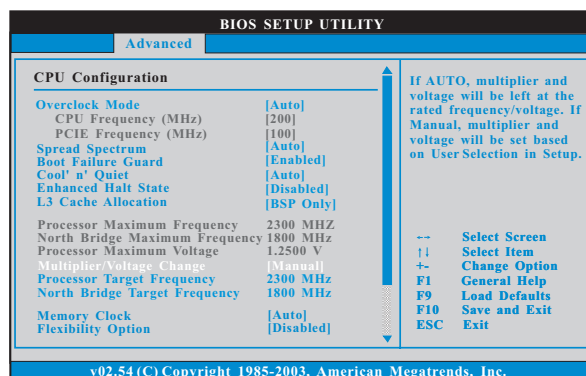 BIOS SETUP UTILITY
Advanced
CPU Configuration
Overclock Mode [Auto]
CPU Frequency (MHz) [200]
PCIE Frequency (MHz) [100]
Spread Spectrum [Auto]
Boot Failure Guard [Enabled]
Cool' n' Quiet [Auto]
Enhanced Halt State [Disabled]
L3 Cache Allocation [BSP Only]
Processor Maximum Frequency 2300 MHZ
North Bridge Maximum Frequency 1800 MHz
Processor Maximum Voltage 1.2500 V
Multiplier/Voltage Change [Manual]
Processor Target Frequency 2300 MHz
North Bridge Target Frequency 1800 MHz
Memory Clock [Auto]
Flexibility Option [Disabled]
If AUTO, multiplier and
voltage will be left at the
rated frequency/voltage. If
Manual, multiplier and
voltage will be set based
on User Selection in Setup.
←→ Select Screen
↑↓ Select Item
+- Change Option
F1 General Help
F9 Load Defaults
F10 Save and Exit
ESC Exit
v02.54 (C) Copyright 1985-2003, American Megatrends, Inc.